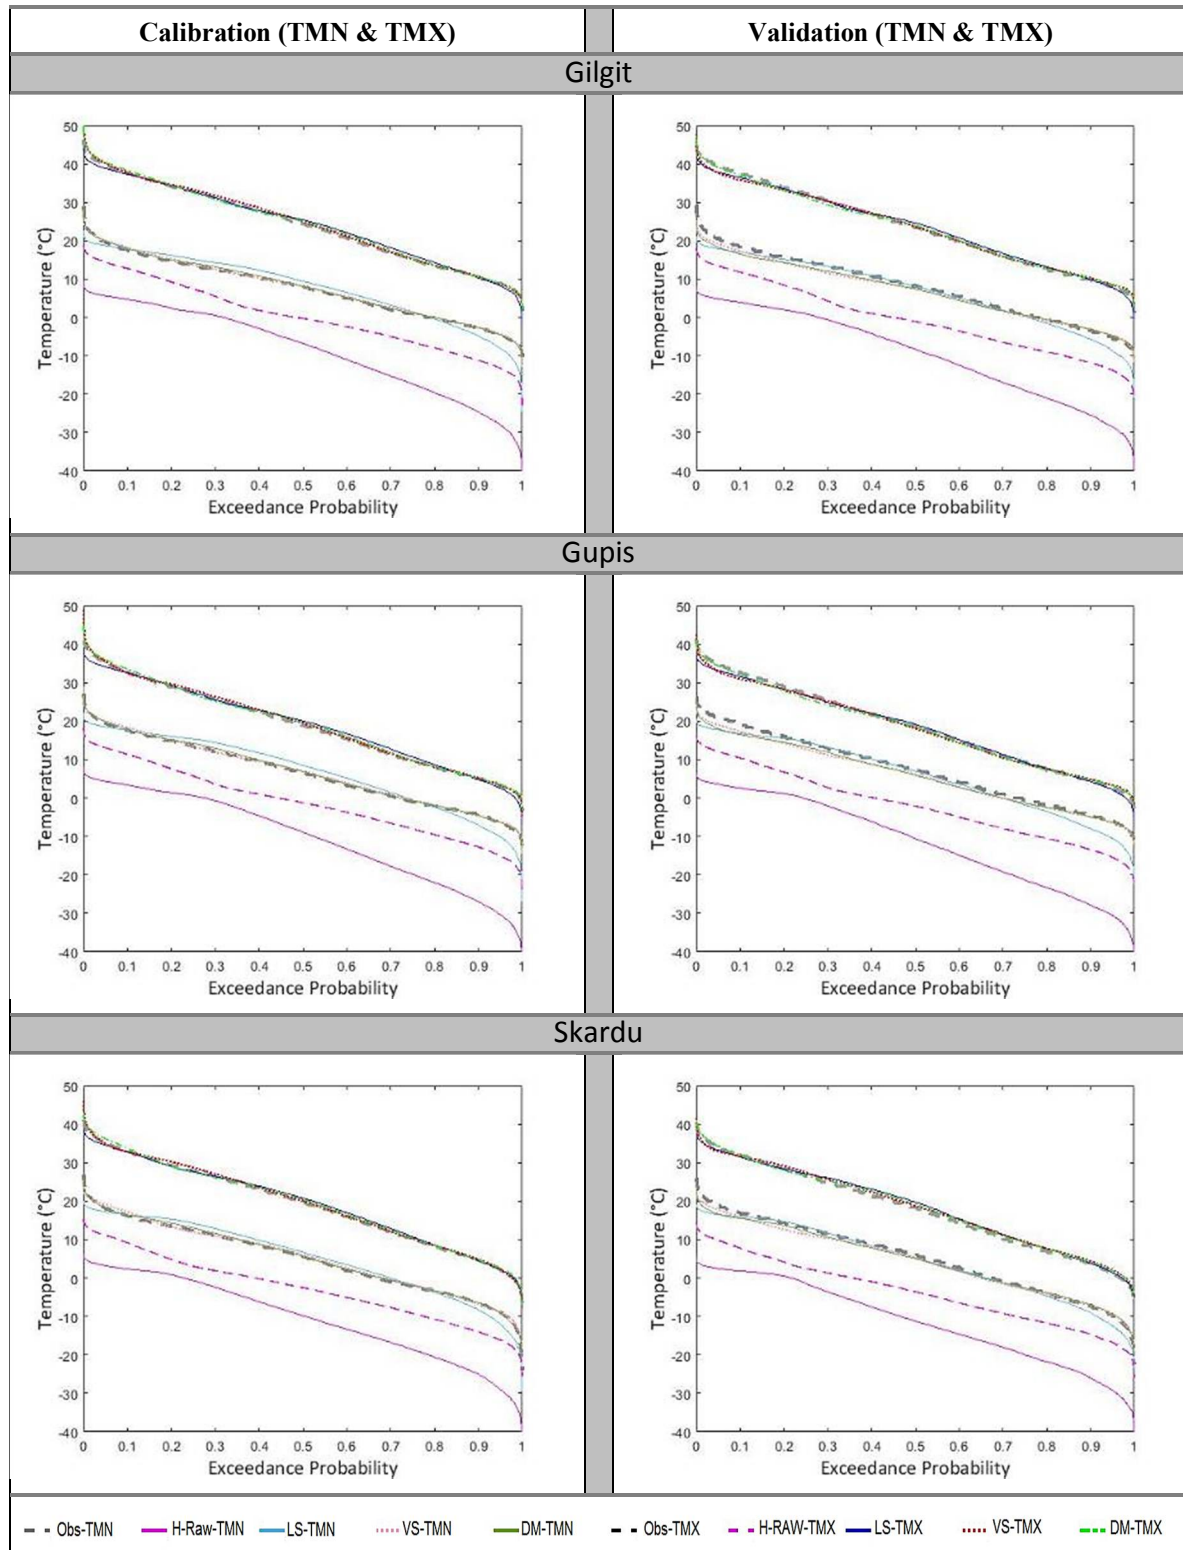 Calibration (TMN & TMX) Validation (TMN & TMX)
Gilgit
Temperature (°C)
50
40
30
20
10
0
-10
-20
-30
-40
0 0.1 0.2 0.3 0.4 0.5 0.6 0.7 0.8 0.9 1
Exceedance Probability
Temperature (°C)
50
40
30
20
10
0
-10
-20
-30
-40
0 0.1 0.2 0.3 0.4 0.5 0.6 0.7 0.8 0.9 1
Exceedance Probability
Gupis
Temperature (°C)
50
40
30
20
10
0
-10
-20
-30
-40
0 0.1 0.2 0.3 0.4 0.5 0.6 0.7 0.8 0.9 1
Exceedance Probability
Temperature (°C)
50
40
30
20
10
0
-10
-20
-30
-40
0 0.1 0.2 0.3 0.4 0.5 0.6 0.7 0.8 0.9 1
Exceedance Probability
Skardu
Temperature (°C)
50
40
30
20
10
0
-10
-20
-30
-40
0 0.1 0.2 0.3 0.4 0.5 0.6 0.7 0.8 0.9 1
Exceedance Probability
Temperature (°C)
50
40
30
20
10
0
-10
-20
-30
-40
0 0.1 0.2 0.3 0.4 0.5 0.6 0.7 0.8 0.9 1
Exceedance Probability
Obs-TMN H-Raw-TMN LS-TMN VS-TMN DM-TMN Obs-TMX H-RAW-TMX LS-TMX VS-TMX DM-TMX